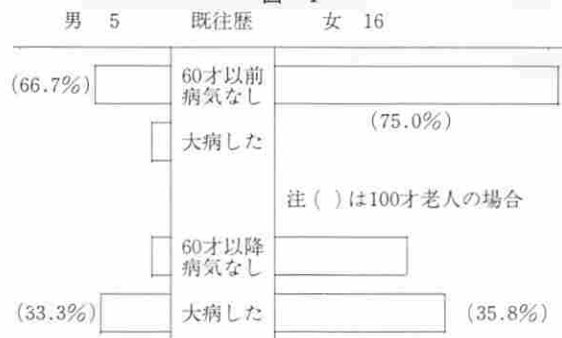 男 5 既往歴 女 16
(66.7%) 60才以前
病気なし
(75.0%)
大病した
注( )は100才老人の場合
60才以降
病気なし
(33.3%) 大病した (35.8%)